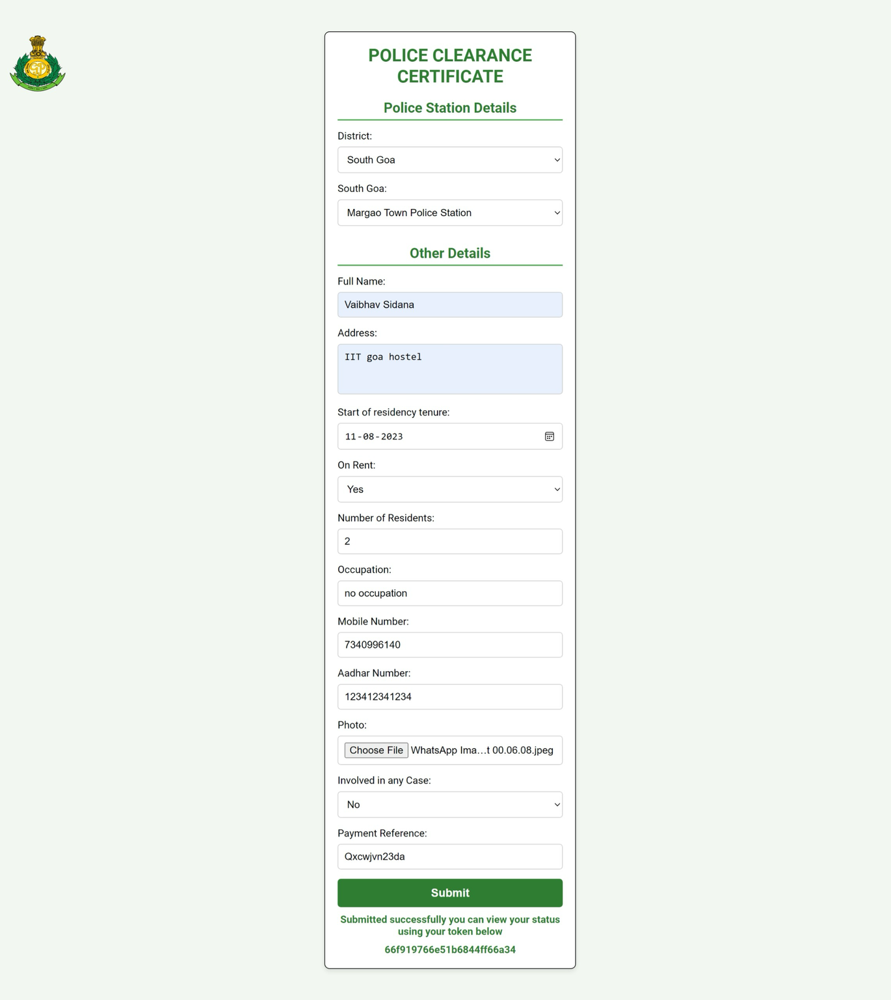 POLICE CLEARANCE
CERTIFICATE
Police Station Details
District:
South Goa
South Goa:
Margao Town Police Station
Other Details
Full Name:
Vaibhav Sidana
Address:
IIT goa hostel
Start of residency tenure:
11-08-2023
On Rent:
Yes
Number of Residents:
2
Occupation:
no occupation
Mobile Number:
7340996140
Aadhar Number:
123412341234
Photo:
Choose File WhatsApp Ima...t 00.06.08.jpeg
Involved in any Case:
No
Payment Reference:
Qxcwjvn23da
Submit
Submitted successfully you can view your status
using your token below
66f919766e51b6844ff66a34